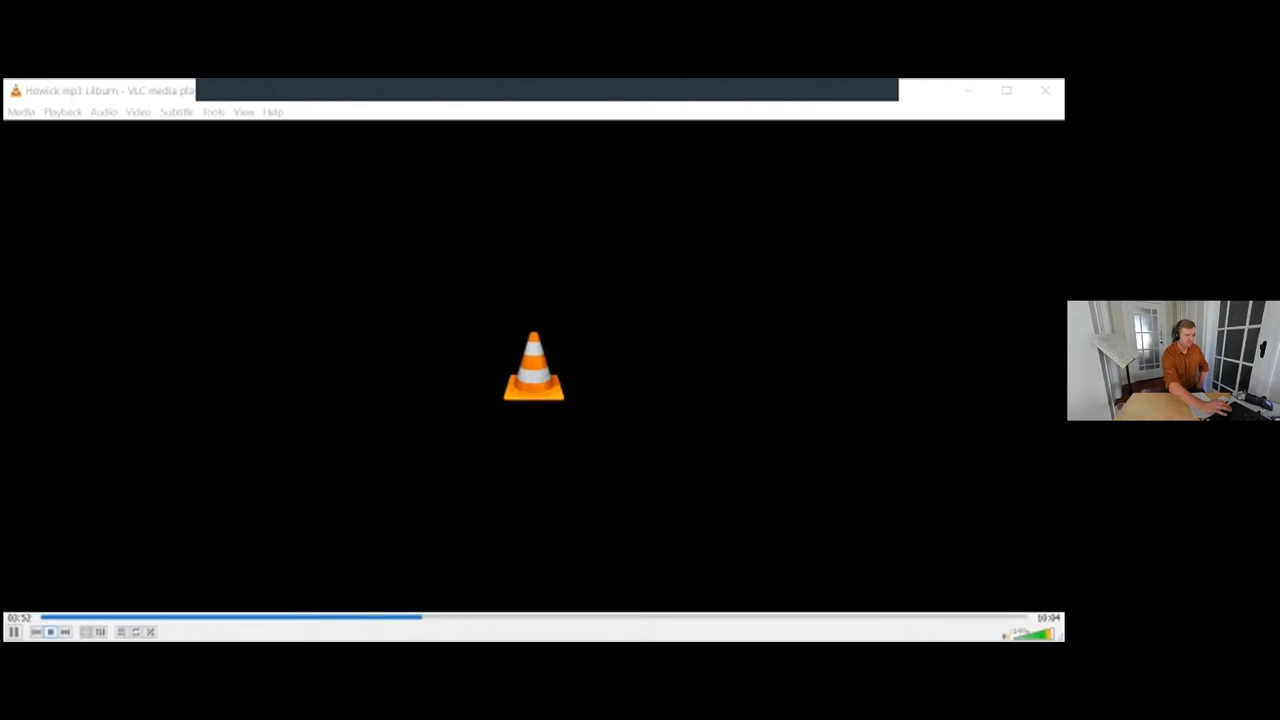 Howick mp3 Lilburn - VLC media pla
Media Playback Audio Video Subtitle Tools View Help
03:52
10:04